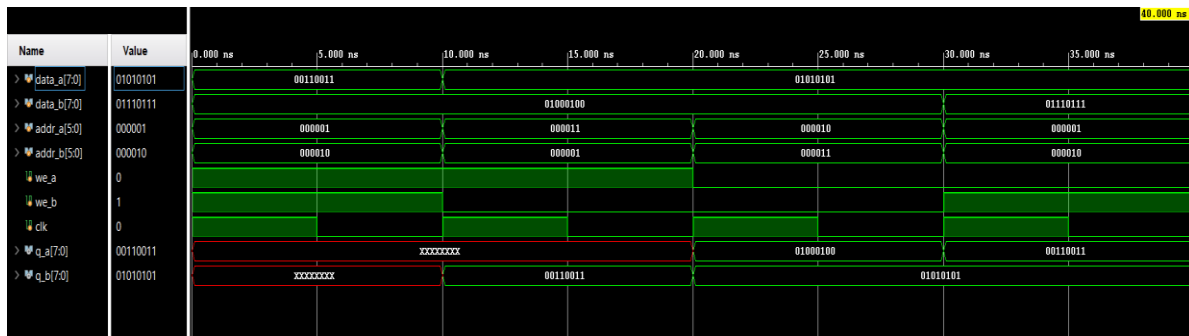 40.000 ns
Name Value 0.000 ns 5.000 ns 10.000 ns 15.000 ns 20.000 ns 25.000 ns 30.000 ns 35.000 ns
data_a[7:0] 01010101 00110011 01010101
data_b[7:0] 01110111 01000100 01110111
addr_a[5:0] 000001 000001 000011 000010 000001
addr_b[5:0] 000010 000010 000001 000011 000010
we_a 0
we_b 1
clk 0
q_a[7:0] 00110011 XXXXXXXX 01000100 00110011
q_b[7:0] 01010101 XXXXXXXX 00110011 01010101